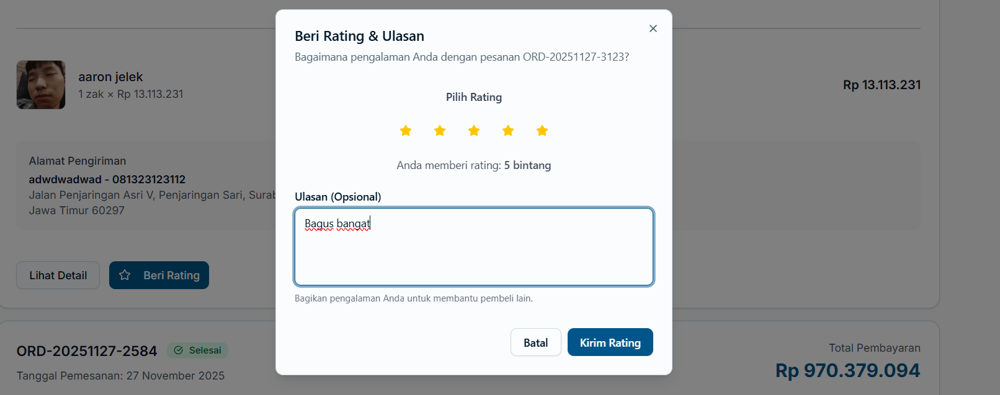 Beri Rating & Ulasan
Bagaimana pengalaman Anda dengan pesanan ORD-20251127-3123?
aaron jelek
1 zak × Rp 13.113.231
Rp 13.113.231
Pilih Rating
Anda memberi rating: 5 bintang
Alamat Pengiriman
adwdwadwad - 081323123112
Jalan Penjaringan Asri V, Penjaringan Sari,
Jawa Timur 60297
Ulasan (Opsional)
Bagus bangat
Bagikan pengalaman Anda untuk membantu pembeli lain.
Lihat Detail
Beri Rating
Batal
Kirim Rating
ORD-20251127-2584
Selesai
Tanggal Pemesanan: 27 November 2025
Total Pembayaran
Rp 970.379.094